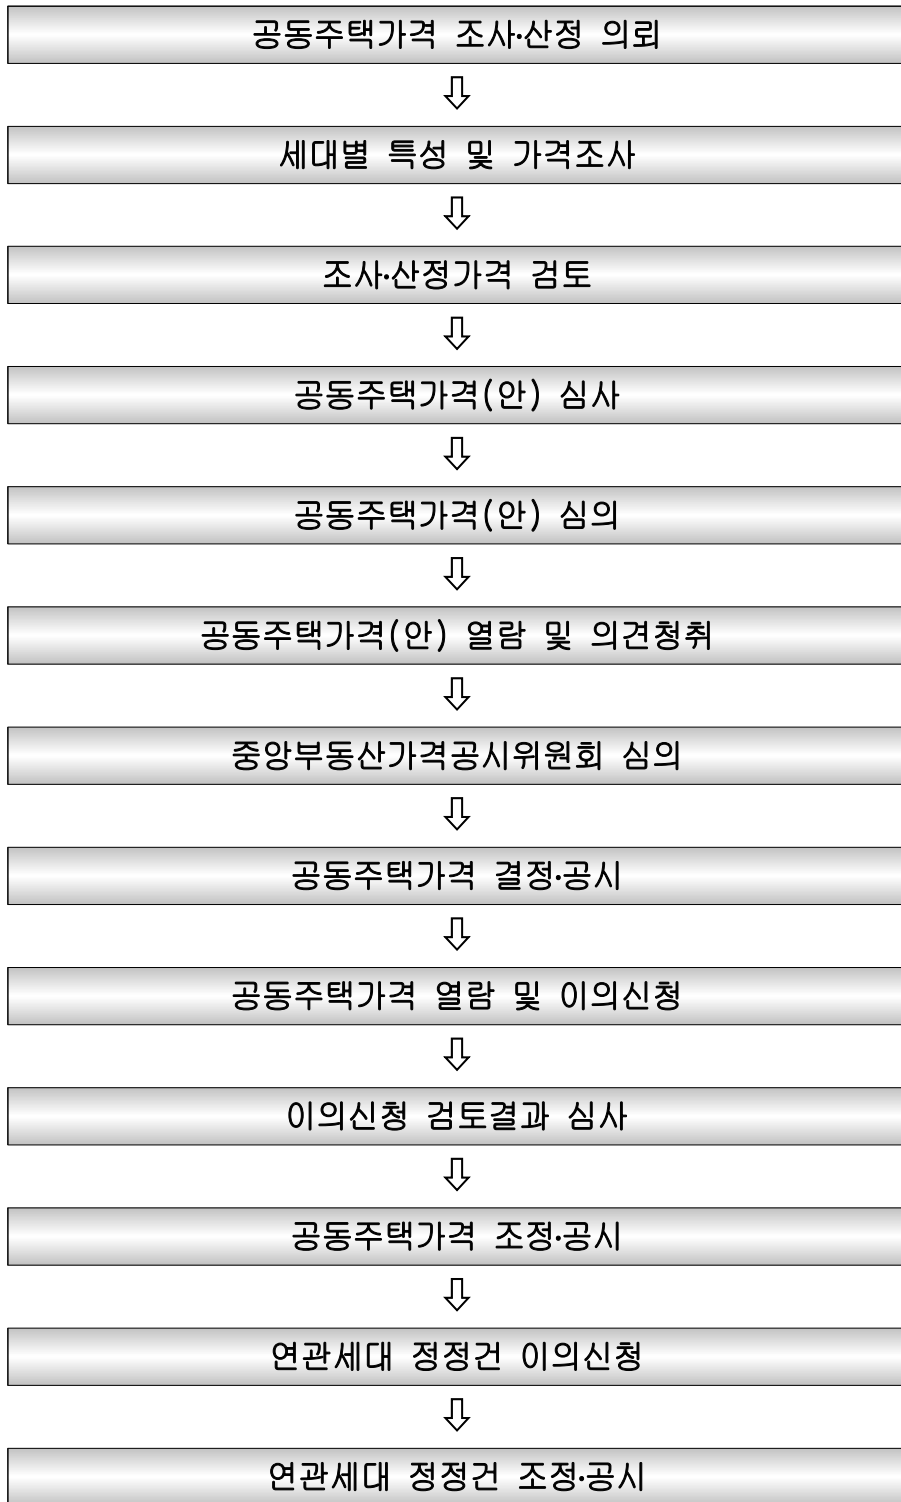 공동주택가격 조사·산정 의뢰
세대별 특성 및 가격조사
조사·산정가격 검토
공동주택가격(안) 심사
공동주택가격(안) 심의
공동주택가격(안) 열람 및 의견청취
중앙부동산가격공시위원회 심의
공동주택가격 결정·공시
공동주택가격 열람 및 이의신청
이의신청 검토결과 심사
공동주택가격 조정·공시
연관세대 정정건 이의신청
연관세대 정정건 조정·공시